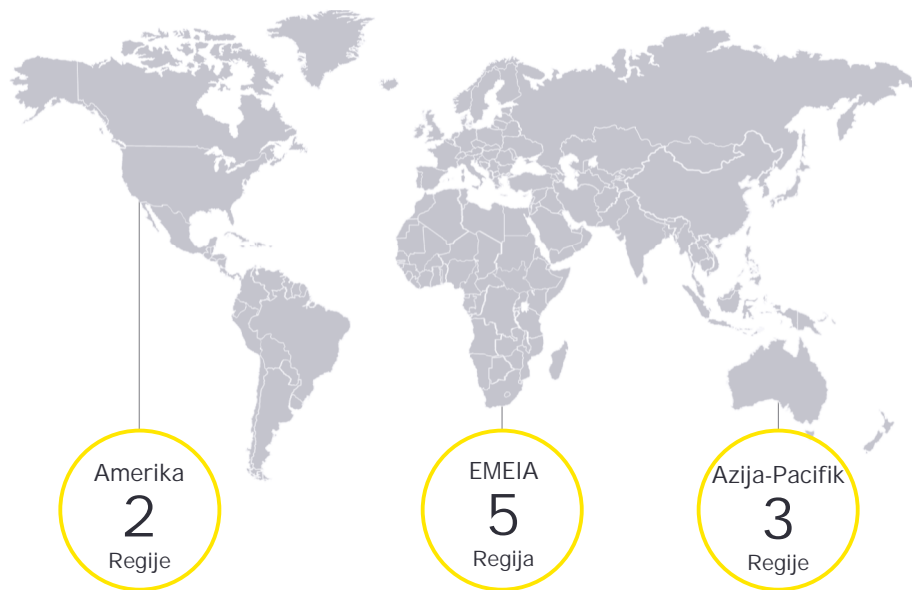 Amerika
2
Regije
EMEIA
5
Regija
Azija-Pacifik
3
Regije